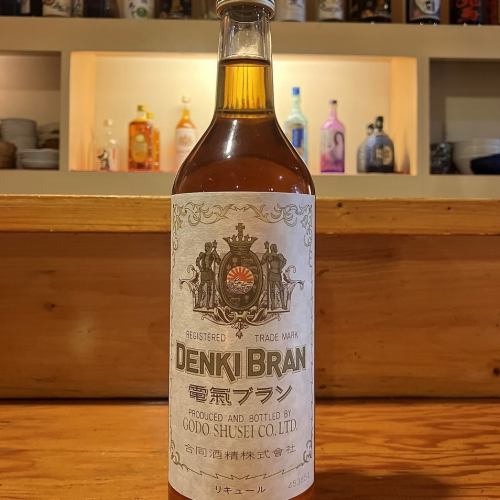 REGISTERED TRADE MARK
DENKI BRAN
電氣ブラン
PRODUCED AND BOTTLED BY
GODO SHUSEI CO. LTD.
合同酒精株式會社
リキュール